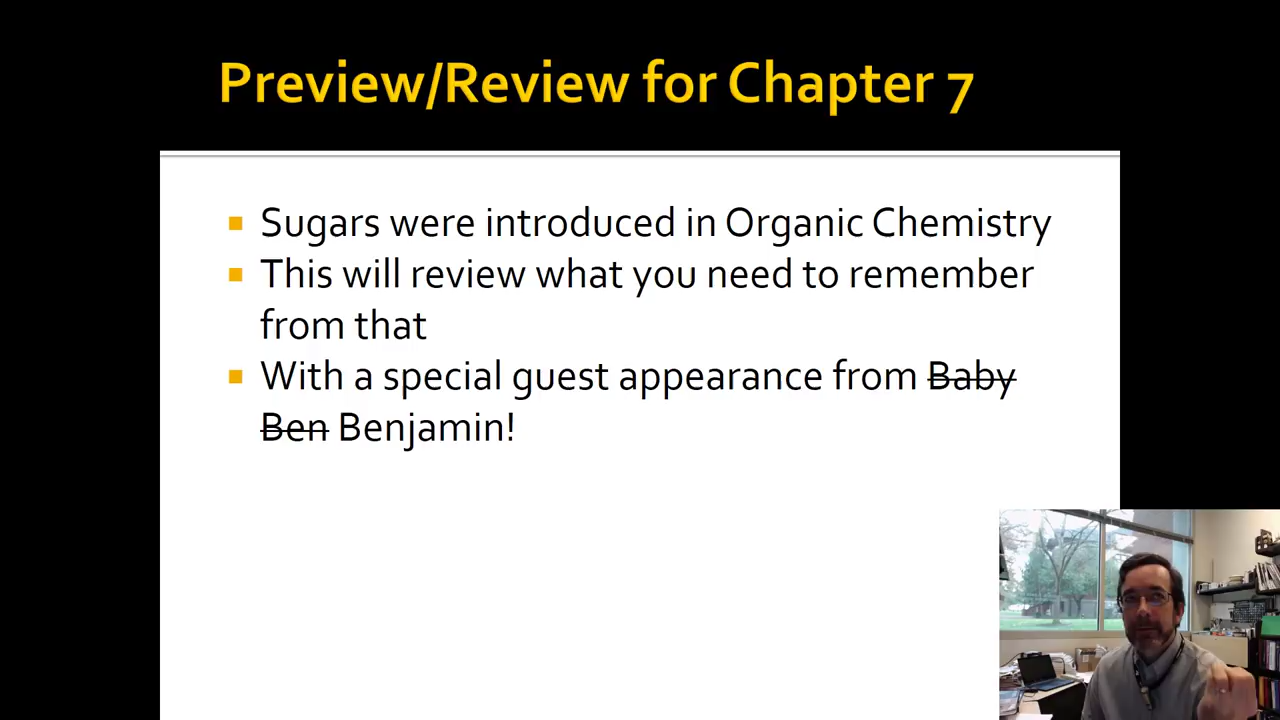 Preview/Review for Chapter 7
Sugars were introduced in Organic Chemistry
This will review what you need to remember
from that
With a special guest appearance from Baby
Ben Benjamin!